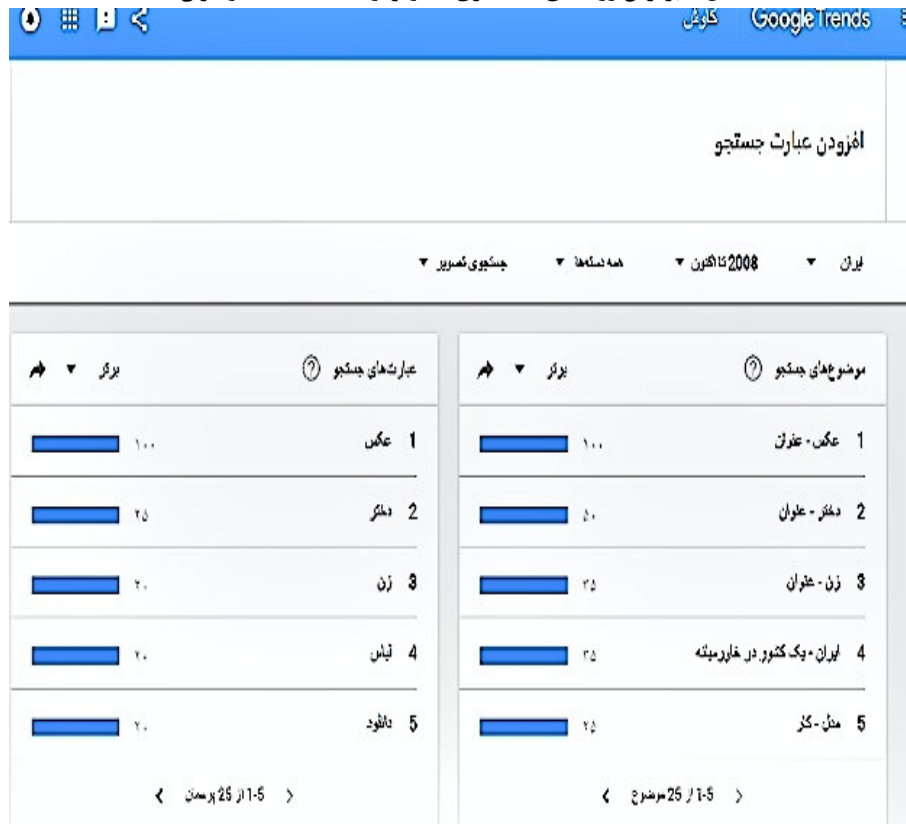 Google Trends کاوش
افزودن عبارت جستجو
ایران 2008 تا کنون همه دسته‌ها جستجوی تصویر
موضوع‌های جستجو برتر
1 عکس - عنوان ۱۰۰
2 دختر - عنوان ۵۰
3 زن - عنوان ۳۵
4 ایران - یک کشور در خاورمیانه ۳۵
5 مدل - کار ۲۵
1-5 از 25 موضوع
عبارت‌های جستجو برتر
1 عکس ۱۰۰
2 دختر ۲۵
3 زن ۲۰
4 لباس ۲۰
5 دانلود ۲۰
1-5 از 25 پرسمان